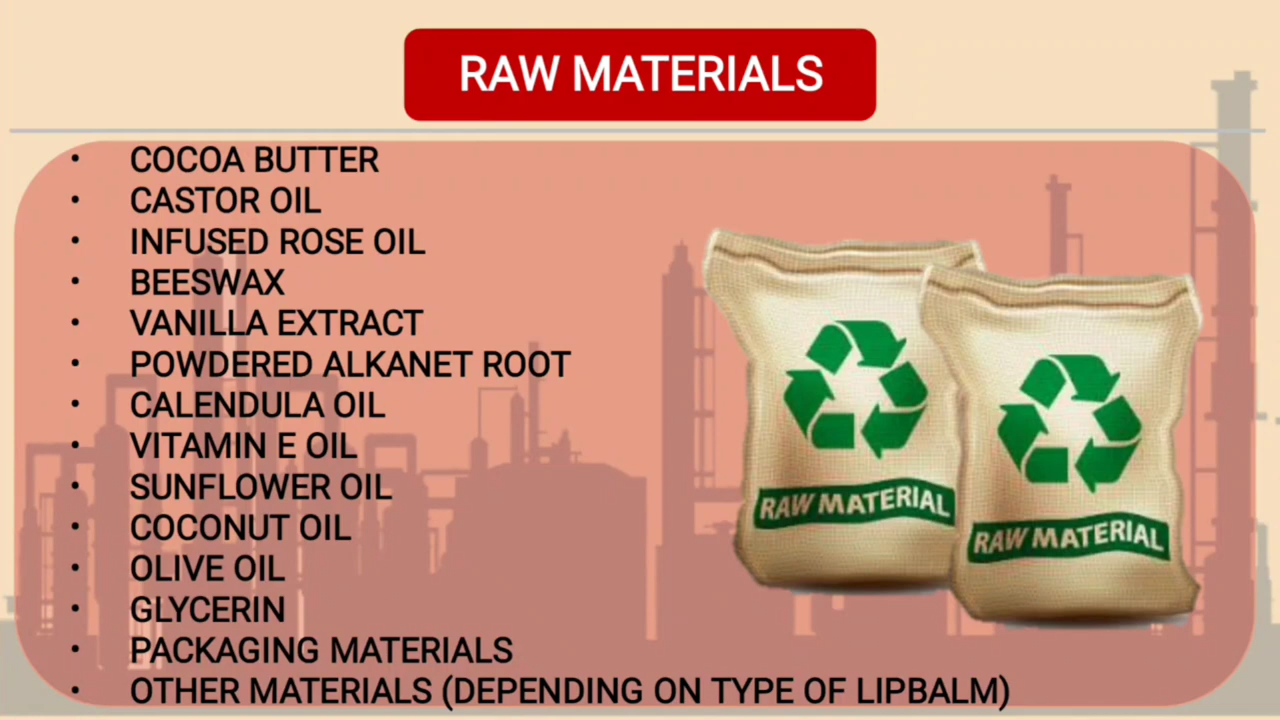 RAW MATERIALS
• COCOA BUTTER
• CASTOR OIL
• INFUSED ROSE OIL
• BEESWAX
• VANILLA EXTRACT
• POWDERED ALKANET ROOT
• CALENDULA OIL
• VITAMIN E OIL
• SUNFLOWER OIL
• COCONUT OIL
• OLIVE OIL
• GLYCERIN
• PACKAGING MATERIALS
• OTHER MATERIALS (DEPENDING ON TYPE OF LIPBALM)
RAW MATERIAL
RAW MATERIAL